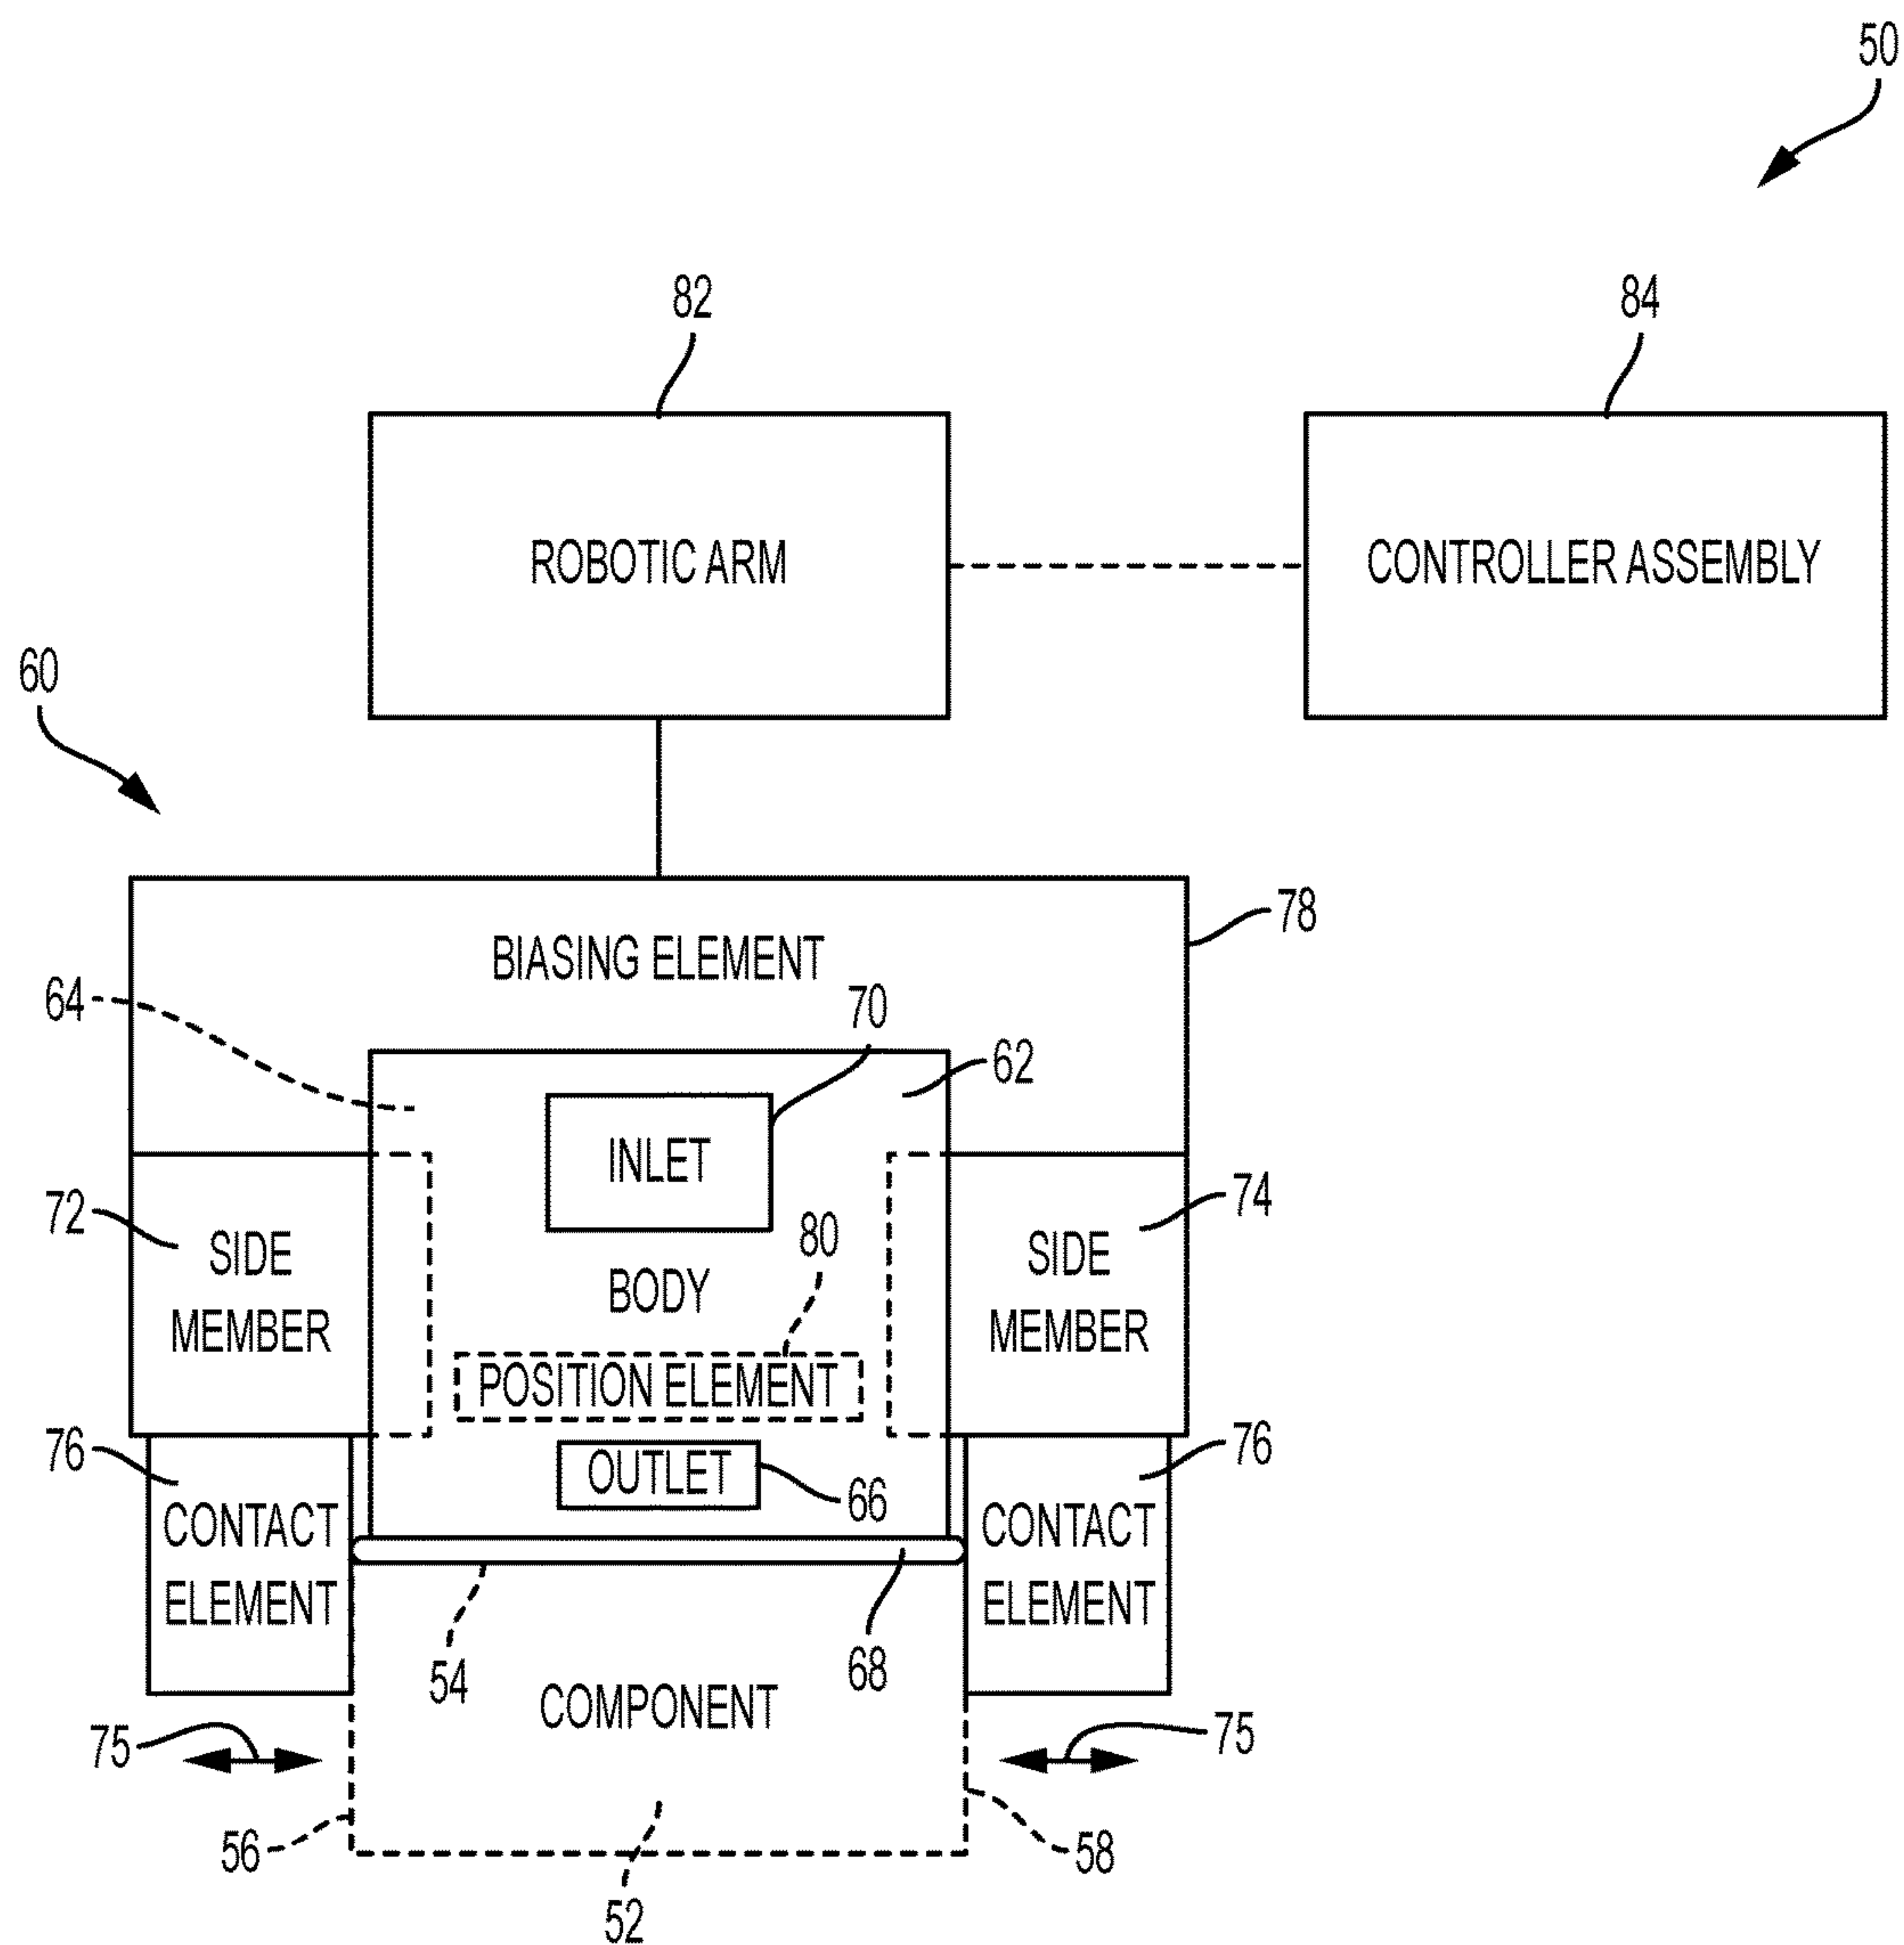 50
82
84
ROBOTIC ARM
CONTROLLER ASSEMBLY
60
78
BIASING ELEMENT
64
70
62
INLET
72
74
80
SIDE
MEMBER
BODY
SIDE
MEMBER
POSITION ELEMENT
76
76
OUTLET
66
CONTACT
ELEMENT
CONTACT
ELEMENT
54
68
COMPONENT
75
75
56
58
52